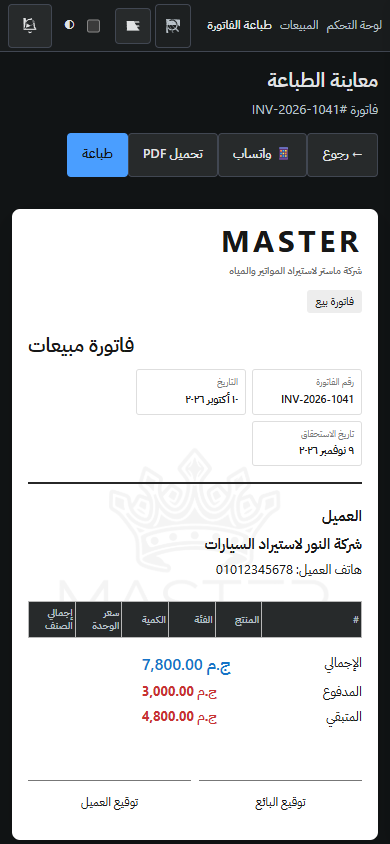 لوحة التحكم المبيعات طباعة الفاتورة
معاينة الطباعة
فاتورة #INV-2026-1041
← رجوع واتساب تحميل PDF طباعة
MASTER
شركة ماستر لاستيراد المواتير والمياه
فاتورة بيع
فاتورة مبيعات
رقم الفاتورة
INV-2026-1041
التاريخ
١٠ أكتوبر ٢٠٢٦
تاريخ الاستحقاق
٩ نوفمبر ٢٠٢٦
العميل
شركة النور لاستيراد السيارات
هاتف العميل: 01012345678
MASTER
# المنتج الفئة الكمية سعر الوحدة إجمالي الصنف
الإجمالي ج.م 7,800.00
المدفوع ج.م 3,000.00
المتبقي ج.م 4,800.00
توقيع البائع توقيع العميل